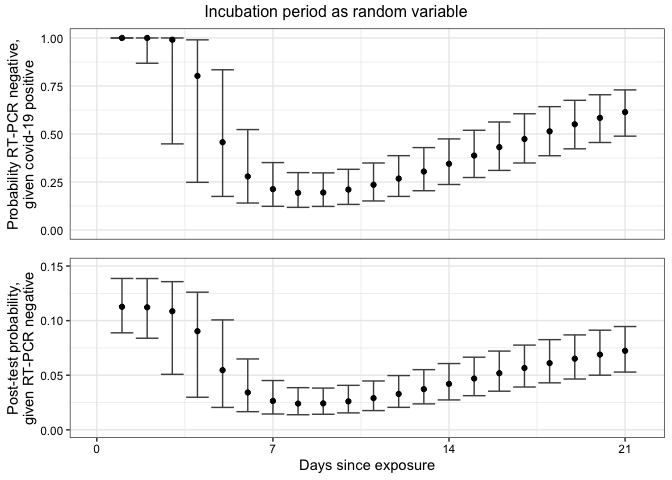 Incubation period as random variable
Probability RT-PCR negative,
given covid-19 positive
1.00
0.75
0.50
0.25
0.00
Post-test probability,
given RT-PCR negative
0.15
0.10
0.05
0.00
0
7
14
21
Days since exposure